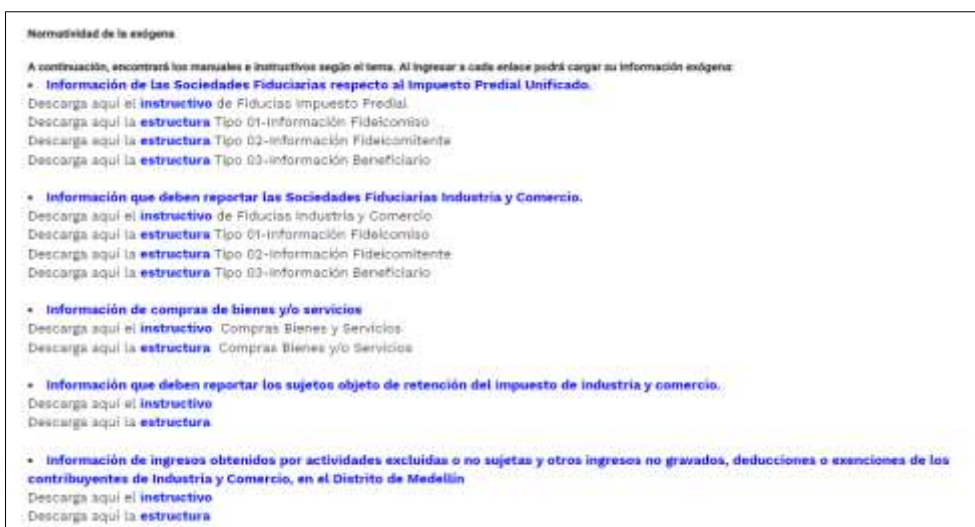 Normatividad de la exógena
A continuación, encontrará los manuales e instructivos según el tema. Al ingresar a cada enlace podrá cargar su información exógena:
• Información de las Sociedades Fiduciarias respecto al Impuesto Predial Unificado.
Descarga aquí el instructivo de Fiducias Impuesto Predial
Descarga aquí la estructura Tipo 01-Información Fideicomiso
Descarga aquí la estructura Tipo 02-Información Fideicomitente
Descarga aquí la estructura Tipo 03-Información Beneficiario
• Información que deben reportar las Sociedades Fiduciarias Industria y Comercio.
Descarga aquí el instructivo de Fiducias Industria y Comercio
Descarga aquí la estructura Tipo 01-Información Fideicomiso
Descarga aquí la estructura Tipo 02-Información Fideicomitente
Descarga aquí la estructura Tipo 03-Información Beneficiario
• Información de compras de bienes y/o servicios
Descarga aquí el instructivo Compras Bienes y Servicios
Descarga aquí la estructura Compras Bienes y/o Servicios
• Información que deben reportar los sujetos objeto de retención del impuesto de industria y comercio.
Descarga aquí el instructivo
Descarga aquí la estructura
• Información de ingresos obtenidos por actividades excluidas o no sujetas y otros ingresos no gravados, deducciones o exenciones de los
contribuyentes de Industria y Comercio, en el Distrito de Medellín
Descarga aquí el instructivo
Descarga aquí la estructura